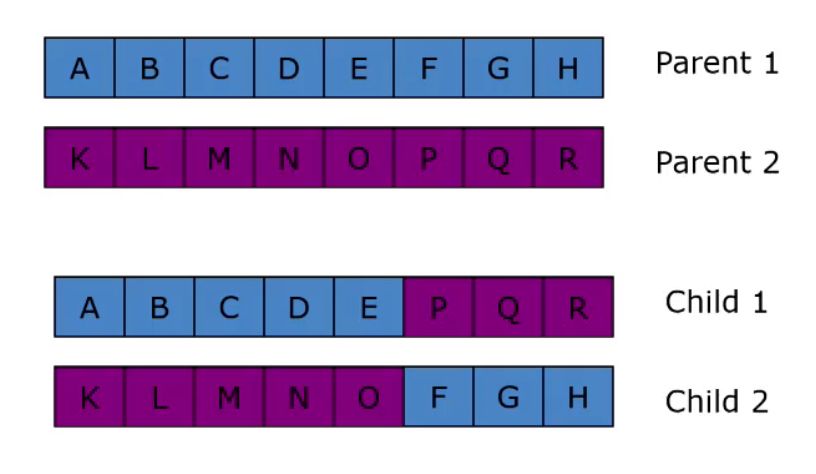 A B C D E F G H Parent 1
K L M N O P Q R Parent 2
A B C D E P Q R Child 1
K L M N O F G H Child 2